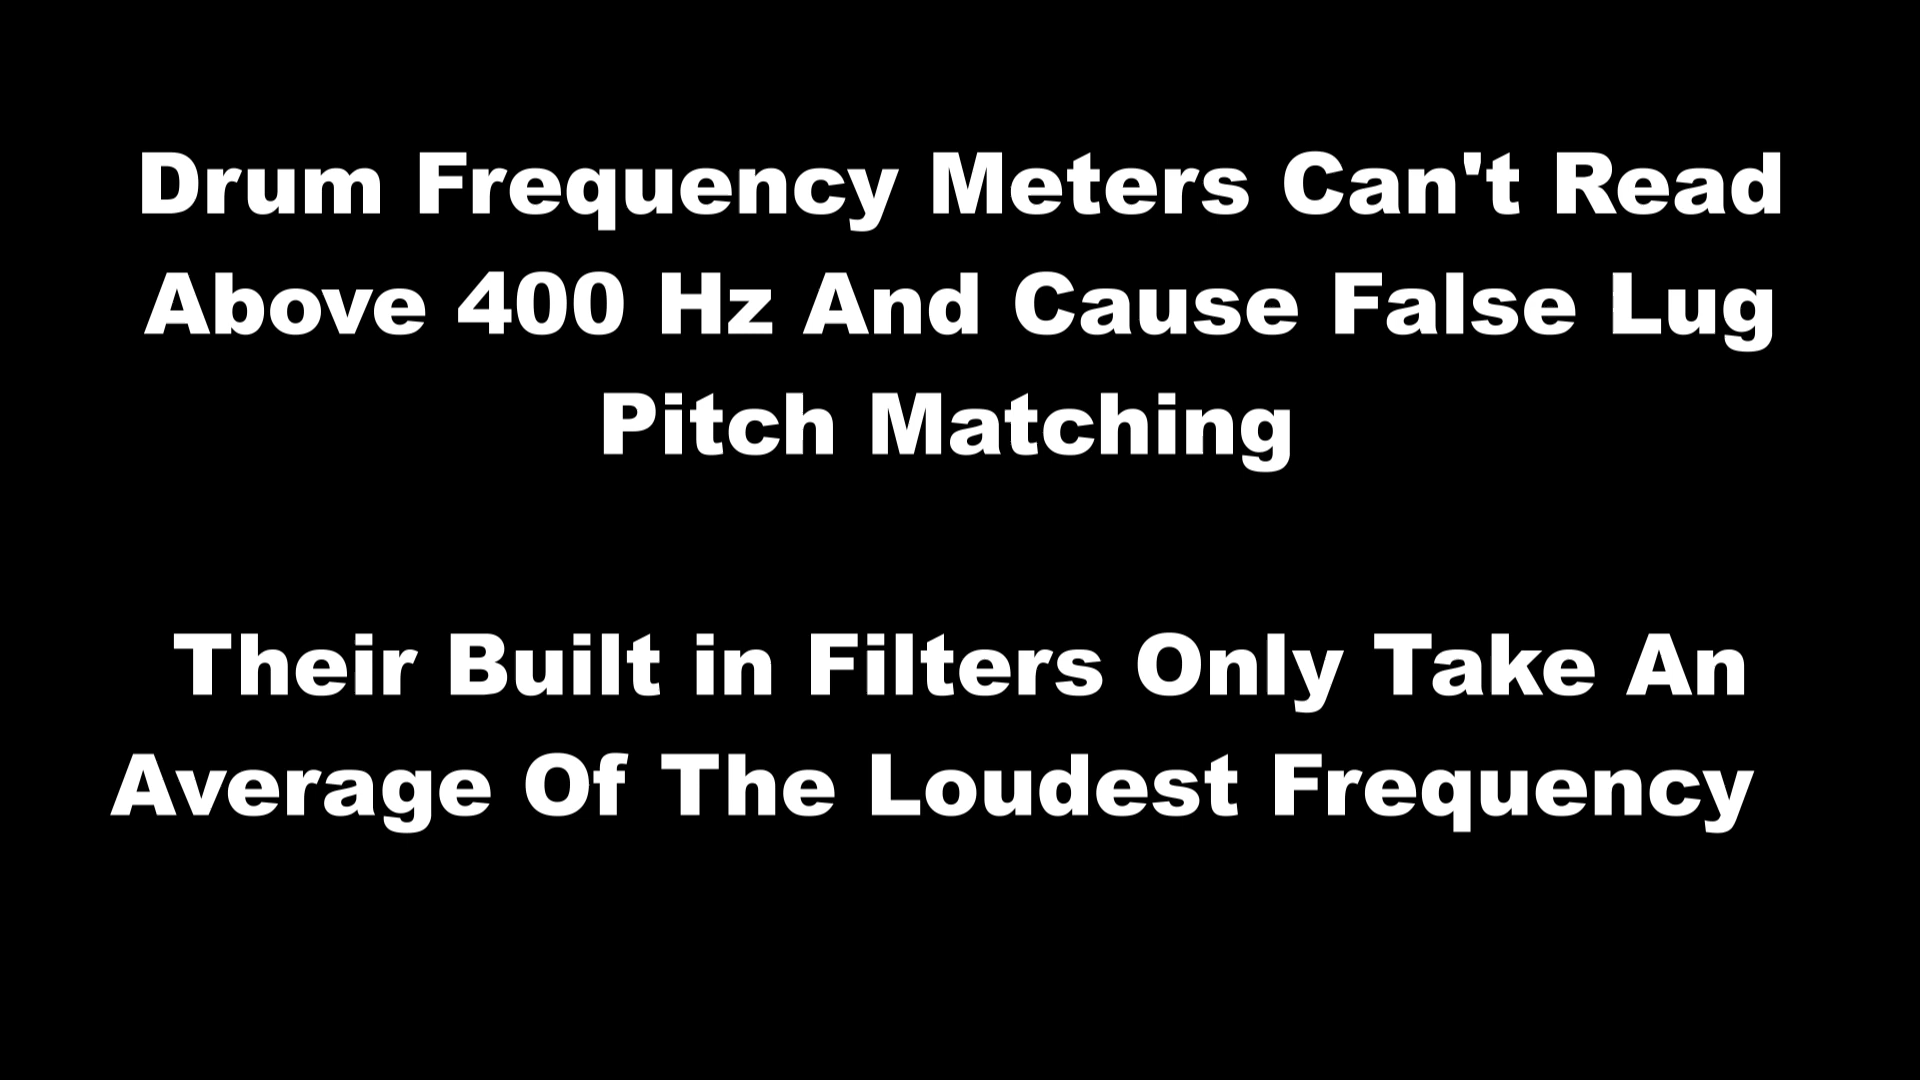 Drum Frequency Meters Can't Read
Above 400 Hz And Cause False Lug
Pitch Matching
Their Built in Filters Only Take An
Average Of The Loudest Frequency